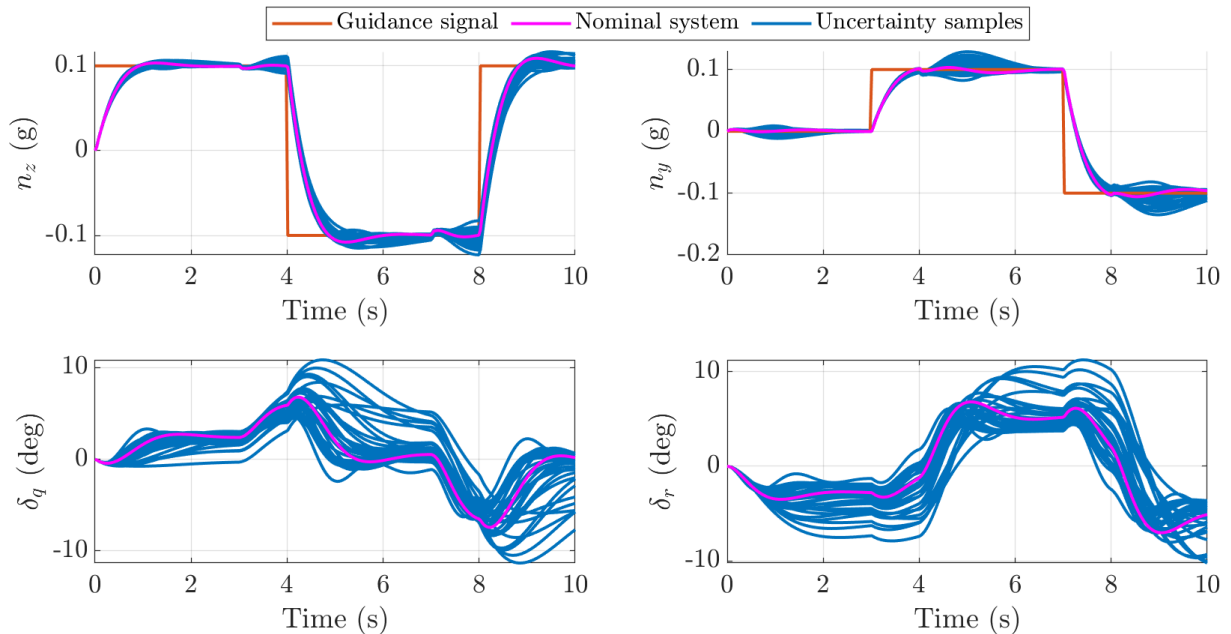 Guidance signal Nominal system Uncertainty samples
0.1
0
-0.1
n_z (g)
0 2 4 6 8 10
Time (s)
0.1
0
-0.1
-0.2
n_y (g)
0 2 4 6 8 10
Time (s)
10
0
-10
δ_q (deg)
0 2 4 6 8 10
Time (s)
10
0
-10
δ_r (deg)
0 2 4 6 8 10
Time (s)